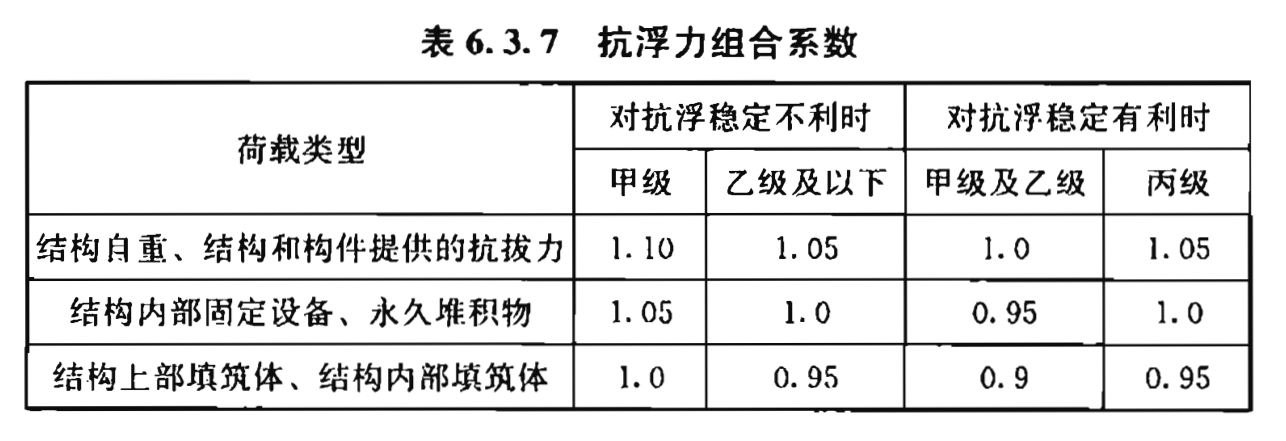 表 6.3.7 抗浮力组合系数
荷载类型 对抗浮稳定不利时 对抗浮稳定有利时
甲级 乙级及以下 甲级及乙级 丙级
结构自重、结构和构件提供的抗拔力 1.10 1.05 1.0 1.05
结构内部固定设备、永久堆积物 1.05 1.0 0.95 1.0
结构上部填筑体、结构内部填筑体 1.0 0.95 0.9 0.95